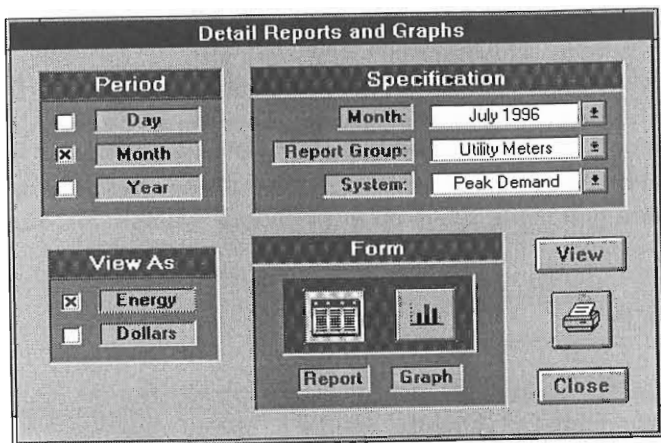 Detail Reports and Graphs
Period
Day
Month
Year
Specification
Month: July 1996
Report Group: Utility Meters
System: Peak Demand
View As
Energy
Dollars
Form
Report Graph
View
Close